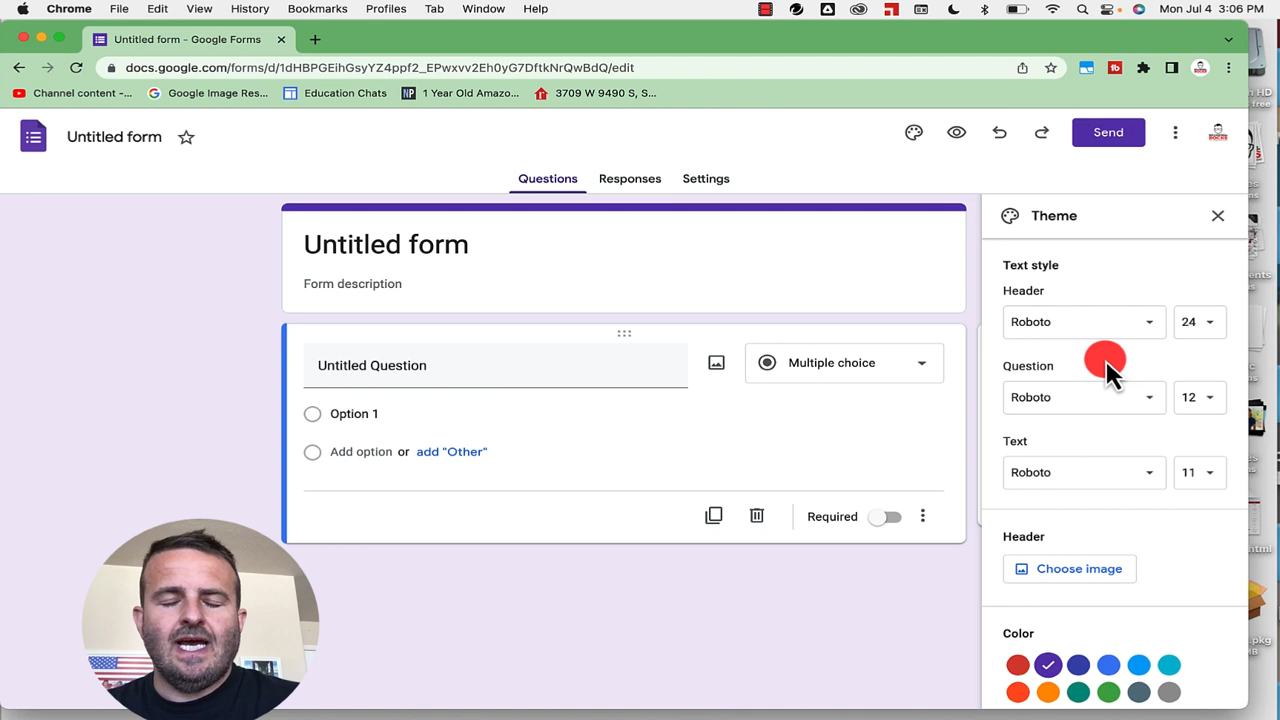 Chrome File Edit View History Bookmarks Profiles Tab Window Help Mon Jul 4 3:06 PM
Untitled form - Google Forms
docs.google.com/forms/d/1dHBPGEihGsyYZ4ppf2_EPwxvv2Eh0yG7DftkNrQwBdQ/edit
Channel content -... Google Image Res... Education Chats NP 1 Year Old Amazo... 3709 W 9490 S, S...
Untitled form
Send
Questions Responses Settings
Untitled form
Form description
Untitled Question
Multiple choice
Option 1
Add option or add "Other"
Required
Theme
Text style
Header
Roboto 24
Question
Roboto 12
Text
Roboto 11
Header
Choose image
Color